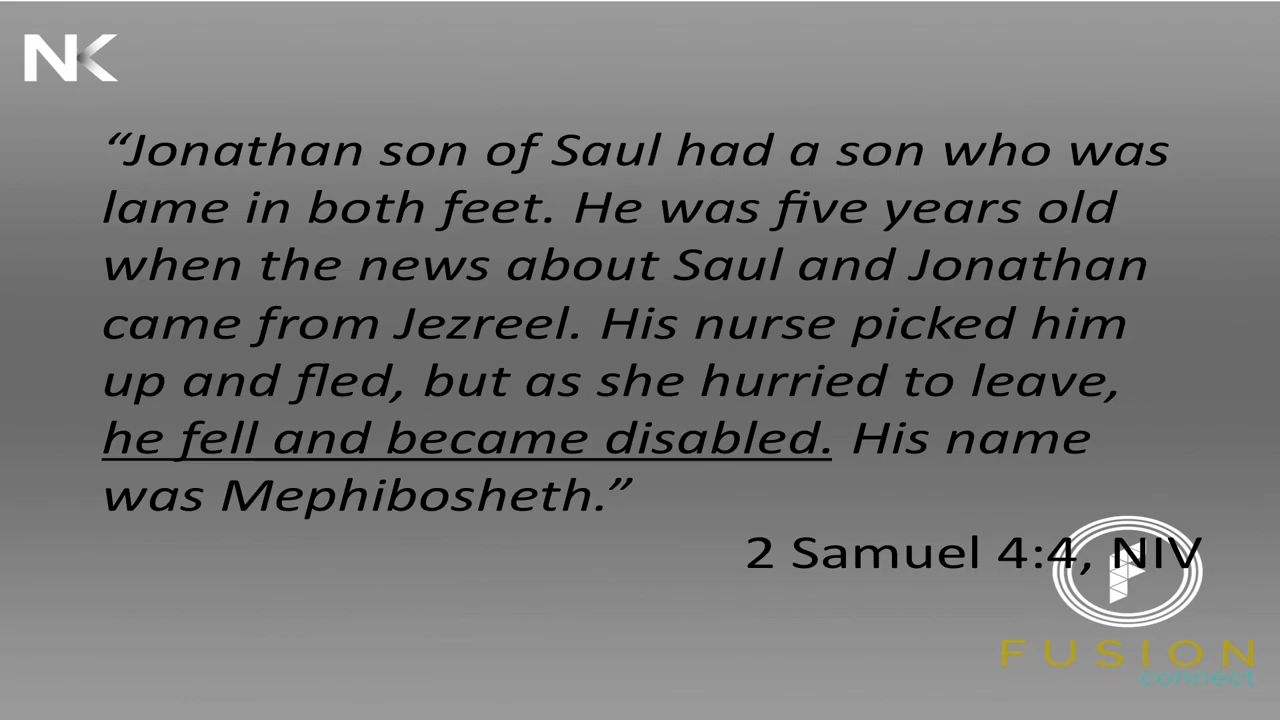 NK
“Jonathan son of Saul had a son who was
lame in both feet. He was five years old
when the news about Saul and Jonathan
came from Jezreel. His nurse picked him
up and fled, but as she hurried to leave,
he fell and became disabled. His name
was Mephibosheth.”
2 Samuel 4:4, NIV
F
FUSION
connect